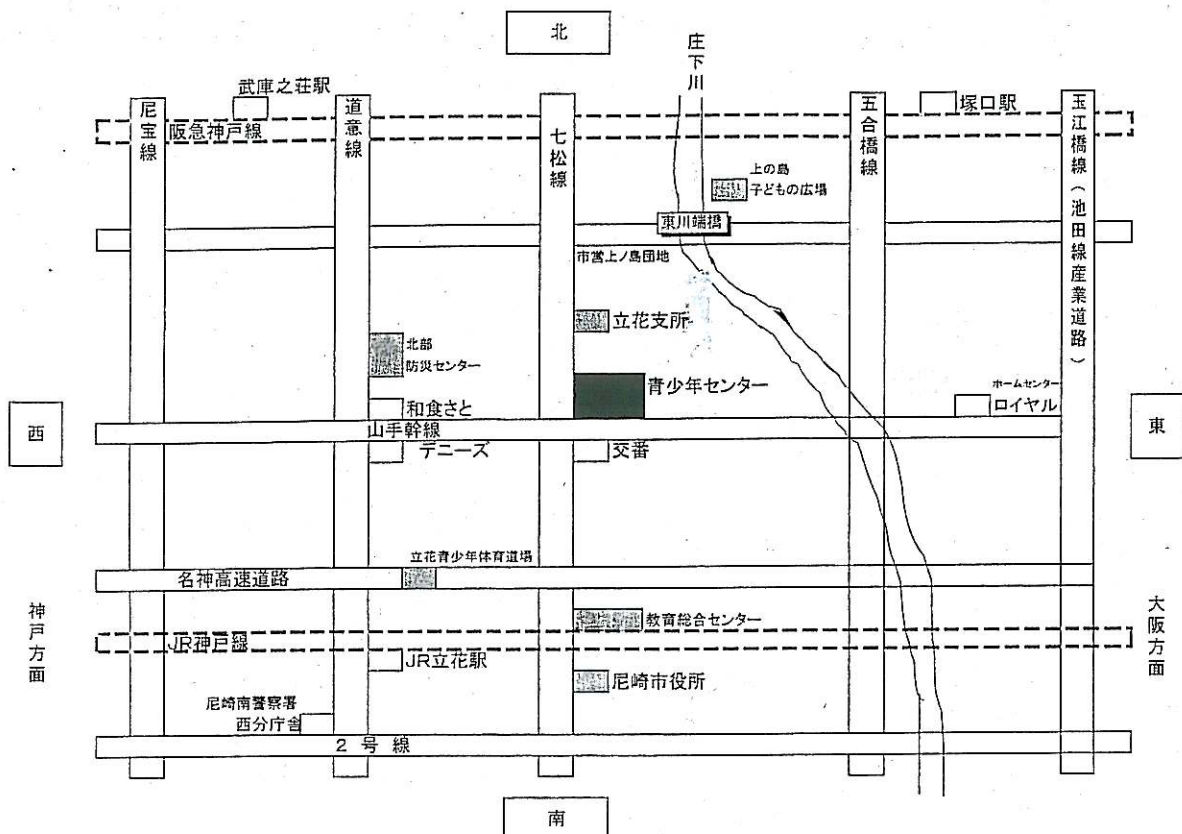 北
庄下川
武庫之荘駅
塚口駅
尼宝線
道意線
七松線
五合橋線
玉江橋線(池田線産業道路)
阪急神戸線
上の島
子どもの広場
東川端橋
市営上ノ島団地
立花支所
北部
防災センター
青少年センター
和食さと
ホームセンター
ロイヤル
西
東
山手幹線
デニーズ
交番
立花青少年体育道場
名神高速道路
神戸方面
大阪方面
教育総合センター
JR神戸線
JR立花駅
尼崎市役所
尼崎南警察署
西分庁舎
2号線
南